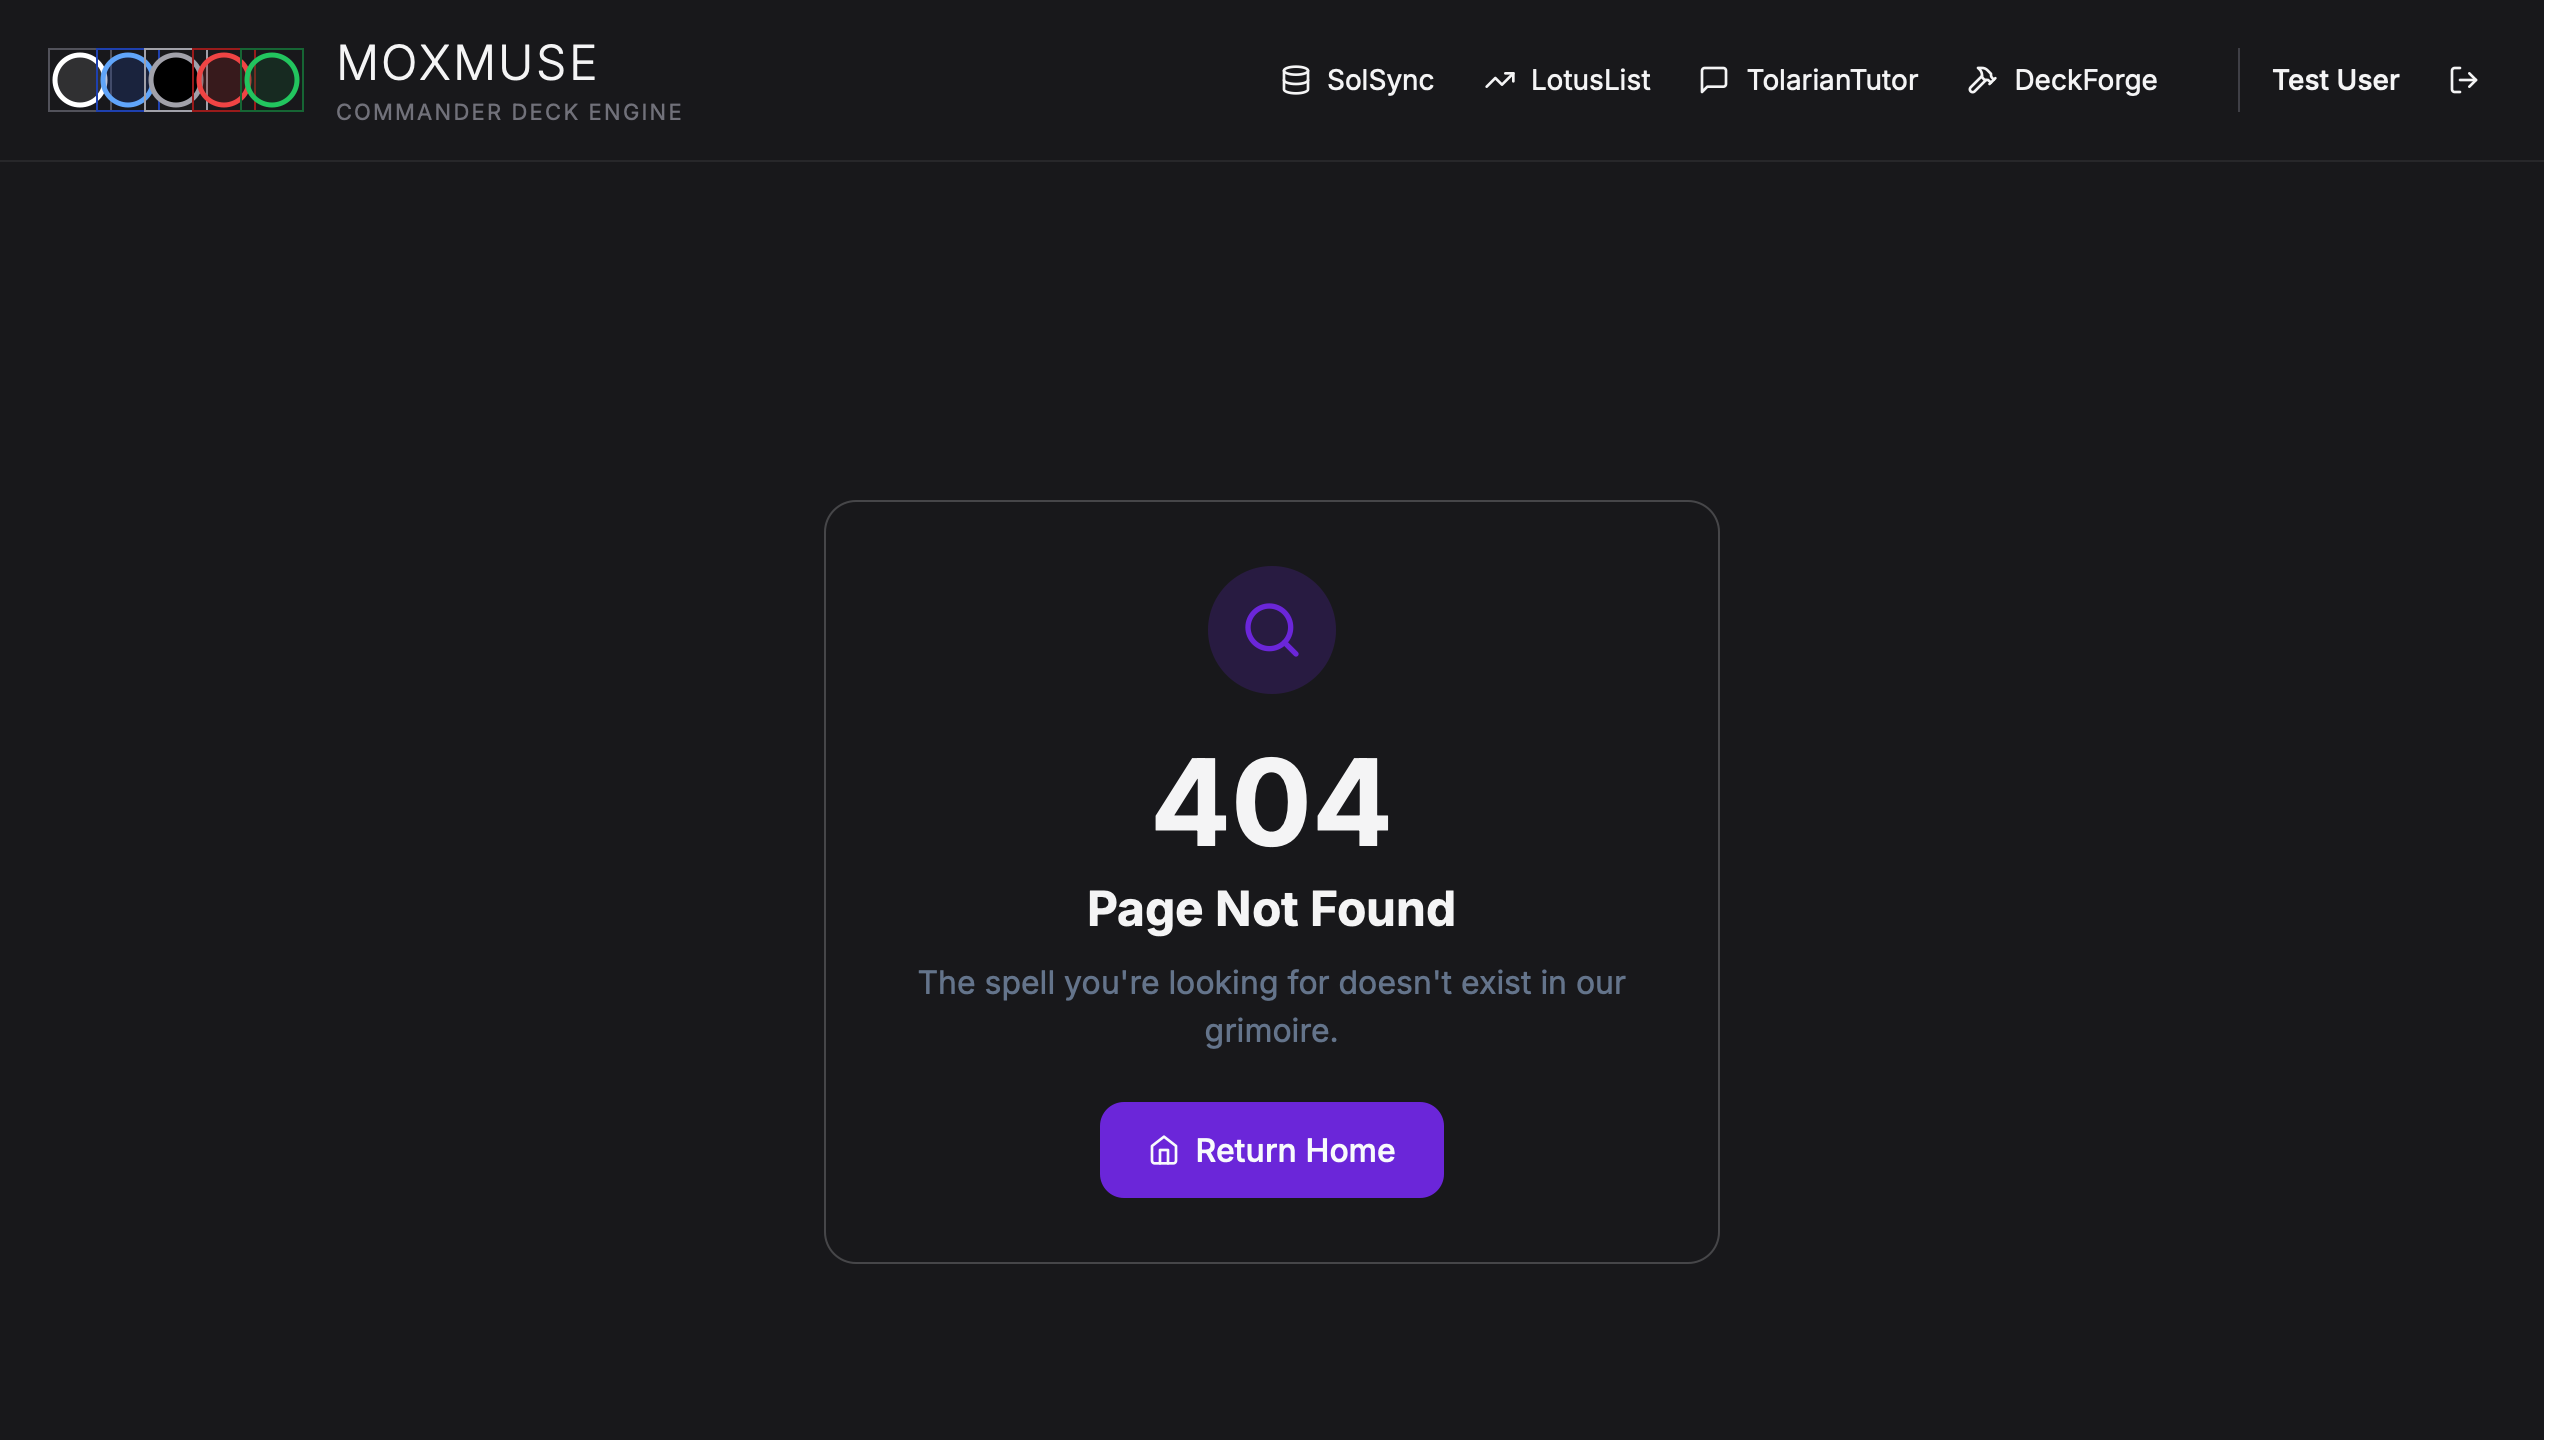 MOXMUSE
COMMANDER DECK ENGINE
SolSync
LotusList
TolarianTutor
DeckForge
Test User
404
Page Not Found
The spell you're looking for doesn't exist in our
grimoire.
Return Home